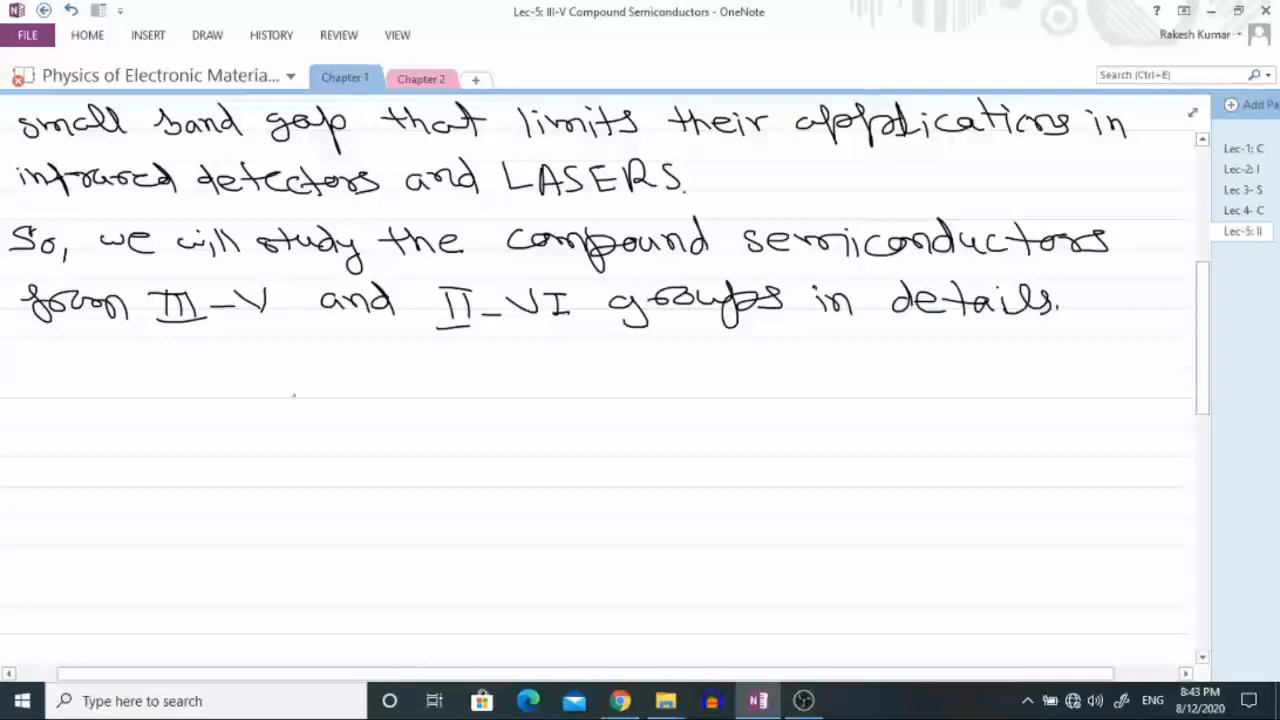 Lec-5: III-V Compound Semiconductors - OneNote
?
Rakesh Kumar
FILE HOME INSERT DRAW HISTORY REVIEW VIEW
Physics of Electronic Materia... Chapter 1 Chapter 2 +
Search (Ctrl+E)
Add Pa
Lec-1: C
Lec-2: I
Lec 3- S
Lec 4- C
Lec-5: II
small band gap that limits their applications in
infrared detectors and LASERS.
So, we will study the compound semiconductors
from III-V and II-VI groups in details.
Type here to search
ENG
8:43 PM
8/12/2020